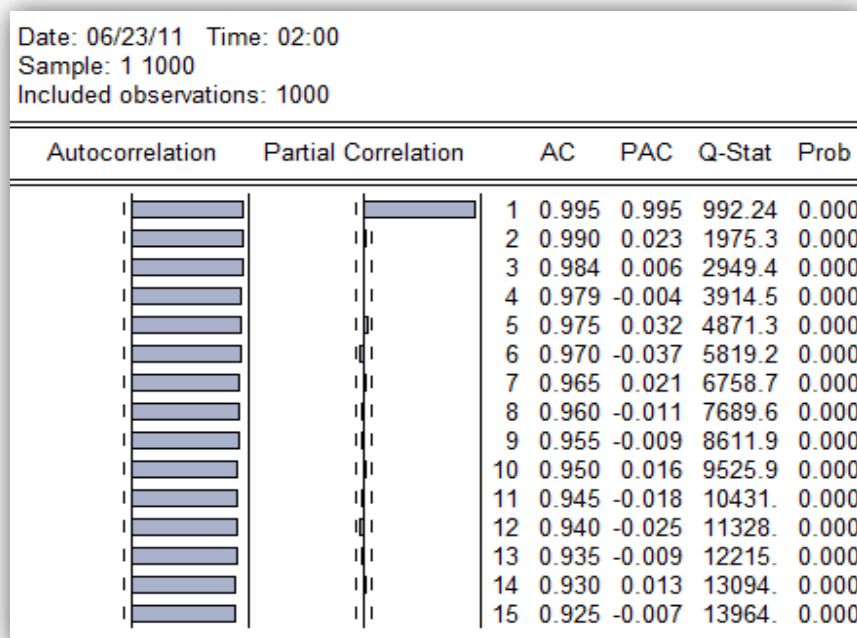 Date: 06/23/11 Time: 02:00
Sample: 1 1000
Included observations: 1000
Autocorrelation Partial Correlation AC PAC Q-Stat Prob
1 0.995 0.995 992.24 0.000
2 0.990 0.023 1975.3 0.000
3 0.984 0.006 2949.4 0.000
4 0.979 -0.004 3914.5 0.000
5 0.975 0.032 4871.3 0.000
6 0.970 -0.037 5819.2 0.000
7 0.965 0.021 6758.7 0.000
8 0.960 -0.011 7689.6 0.000
9 0.955 -0.009 8611.9 0.000
10 0.950 0.016 9525.9 0.000
11 0.945 -0.018 10431. 0.000
12 0.940 -0.025 11328. 0.000
13 0.935 -0.009 12215. 0.000
14 0.930 0.013 13094. 0.000
15 0.925 -0.007 13964. 0.000